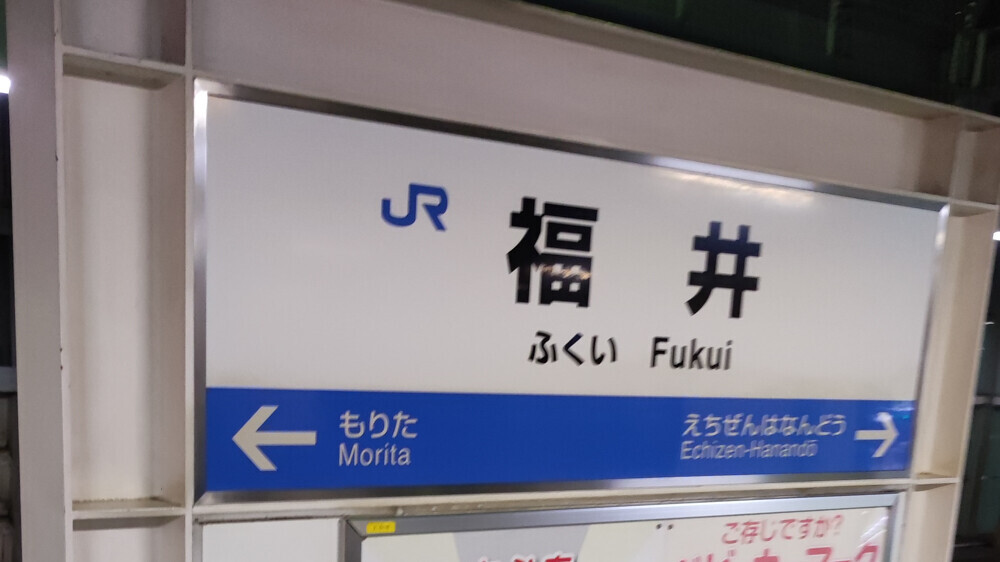 JR
福井
ふくい Fukui
もりた
Morita
えちぜんはなんどう
Echizen-Hanandō
ご存じですか?